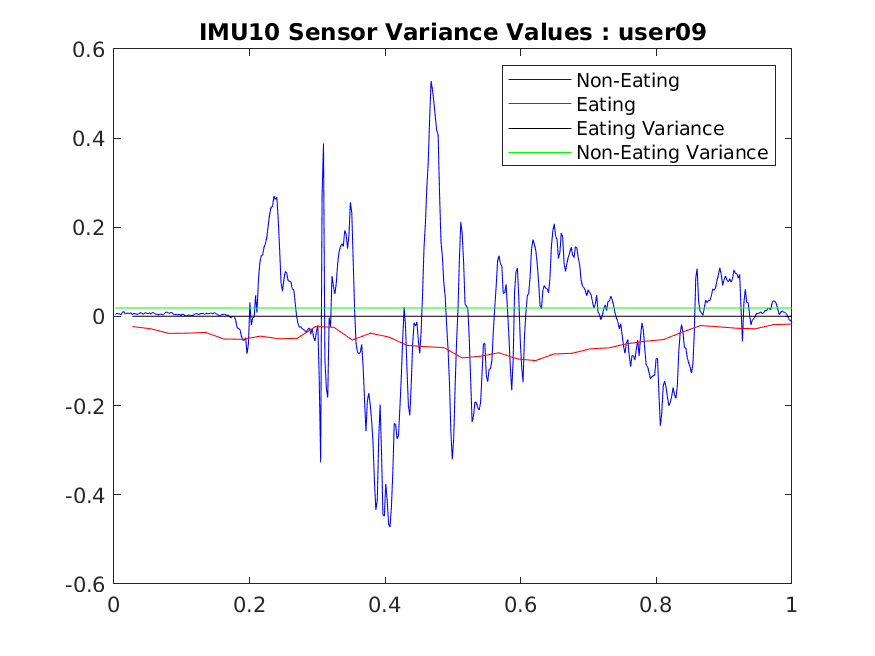 IMU10 Sensor Variance Values : user09
0.6
Non-Eating
Eating
0.4
Eating Variance
Non-Eating Variance
0.2
0
-0.2
-0.4
-0.6
0 0.2 0.4 0.6 0.8 1